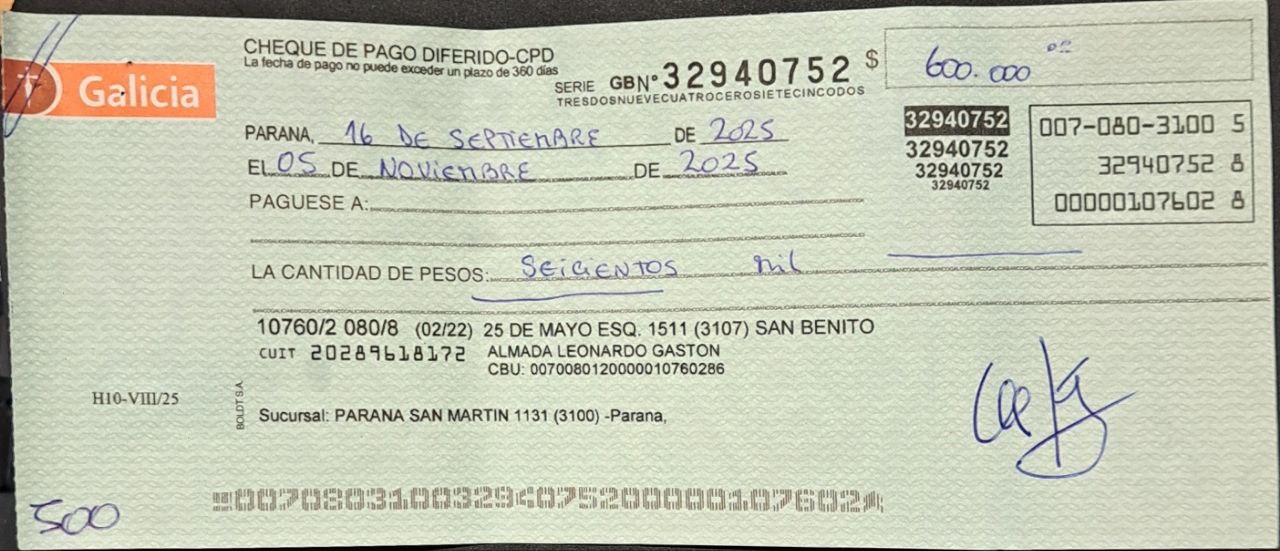 Galicia
CHEQUE DE PAGO DIFERIDO-CPD
La fecha de pago no puede exceder un plazo de 360 días
SERIE GB N° 32940752 $ 600.000 00
TRESDOSNUEVECUATROCEROSIETECINCODOS
PARANA, 16 DE SEPTIEMBRE DE 2025
EL 05 DE NOVIEMBRE DE 2025
PAGUESE A:
32940752
32940752
32940752
32940752
007-080-3100 5
32940752 8
00000107602 8
LA CANTIDAD DE PESOS: SEICIENTOS mil
10760/2 080/8 (02/22) 25 DE MAYO ESQ. 1511 (3107) SAN BENITO
CUIT 20289618172 ALMADA LEONARDO GASTON
CBU: 0070080120000010760286
H10-VIII/25
BOLDT S.A.
Sucursal: PARANA SAN MARTIN 1131 (3100) -Parana,
500
00708031003294075200000107602